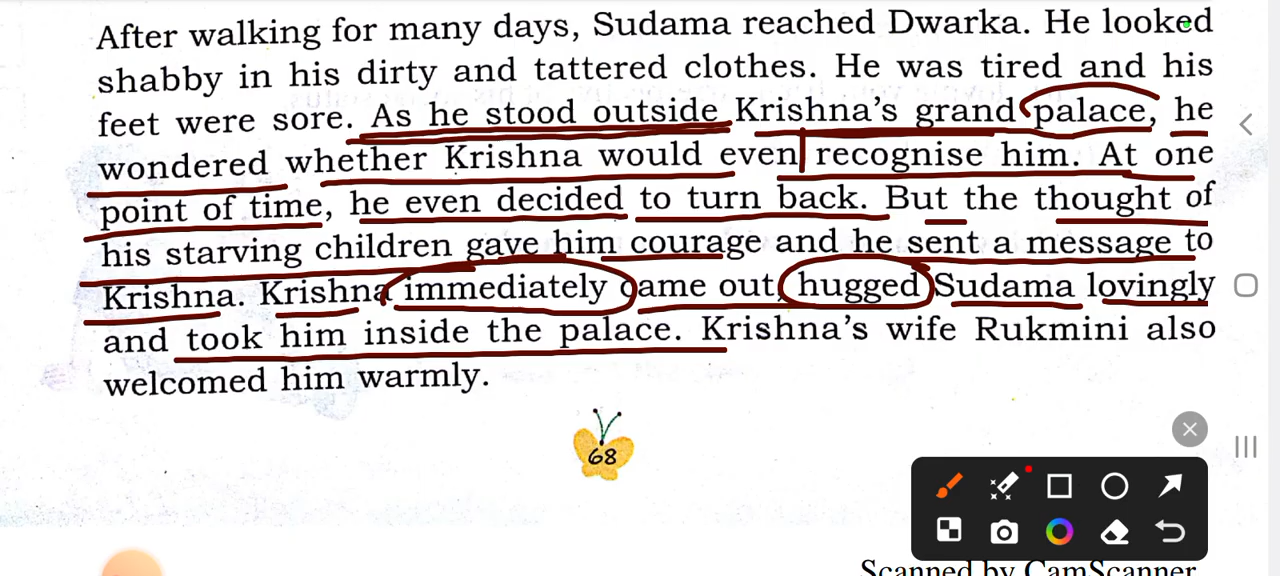 After walking for many days, Sudama reached Dwarka. He looked
shabby in his dirty and tattered clothes. He was tired and his
feet were sore. As he stood outside Krishna's grand palace, he
wondered whether Krishna would even recognise him. At one
point of time, he even decided to turn back. But the thought of
his starving children gave him courage and he sent a message to
Krishna. Krishna immediately came out, hugged Sudama lovingly
and took him inside the palace. Krishna's wife Rukmini also
welcomed him warmly.
68
Scanned by CamScanner